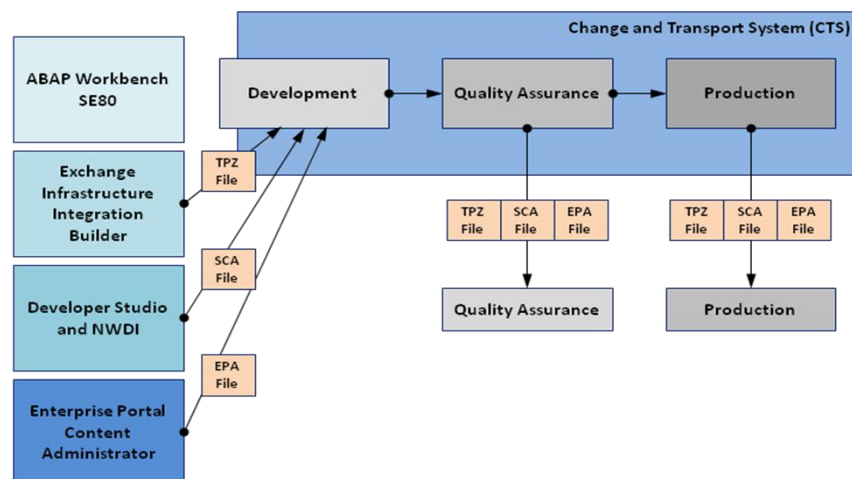 Change and Transport System (CTS)
ABAP Workbench
SE80
Development
Quality Assurance
Production
Exchange
Infrastructure
Integration
Builder
TPZ
File
Developer Studio
and NWDI
SCA
File
Enterprise Portal
Content
Administrator
EPA
File
TPZ
File
SCA
File
EPA
File
Quality Assurance
TPZ
File
SCA
File
EPA
File
Production